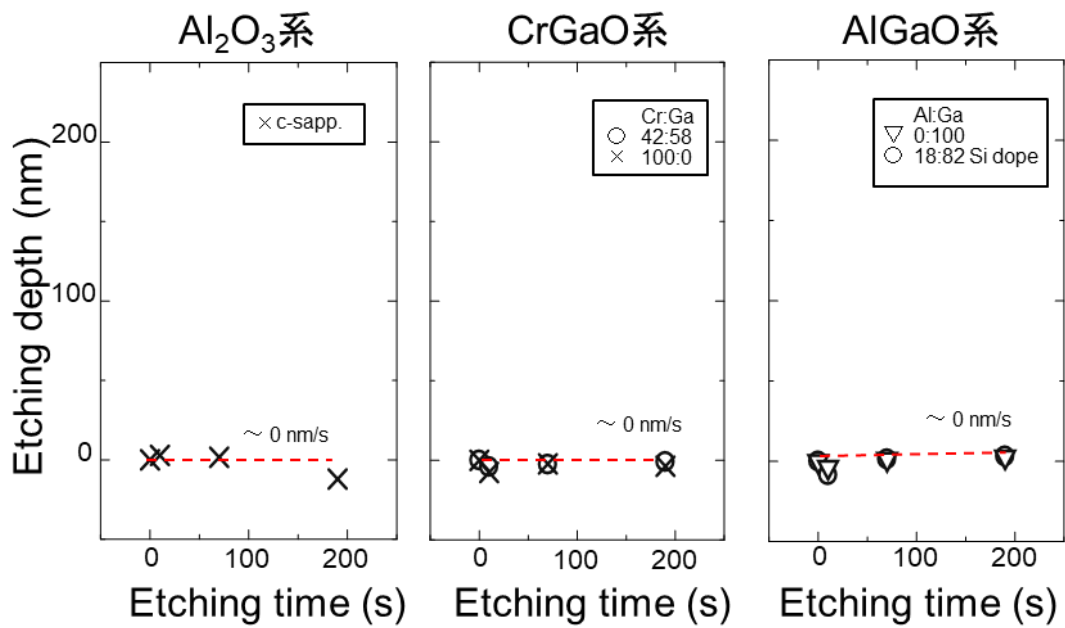 Al₂O₃系
CrGaO系
AlGaO系
Etching depth (nm)
200
100
0
× c-sapp.
~ 0 nm/s
0 100 200
Etching time (s)
Cr:Ga
○ 42:58
× 100:0
~ 0 nm/s
0 100 200
Etching time (s)
Al:Ga
▽ 0:100
○ 18:82 Si dope
~ 0 nm/s
0 100 200
Etching time (s)